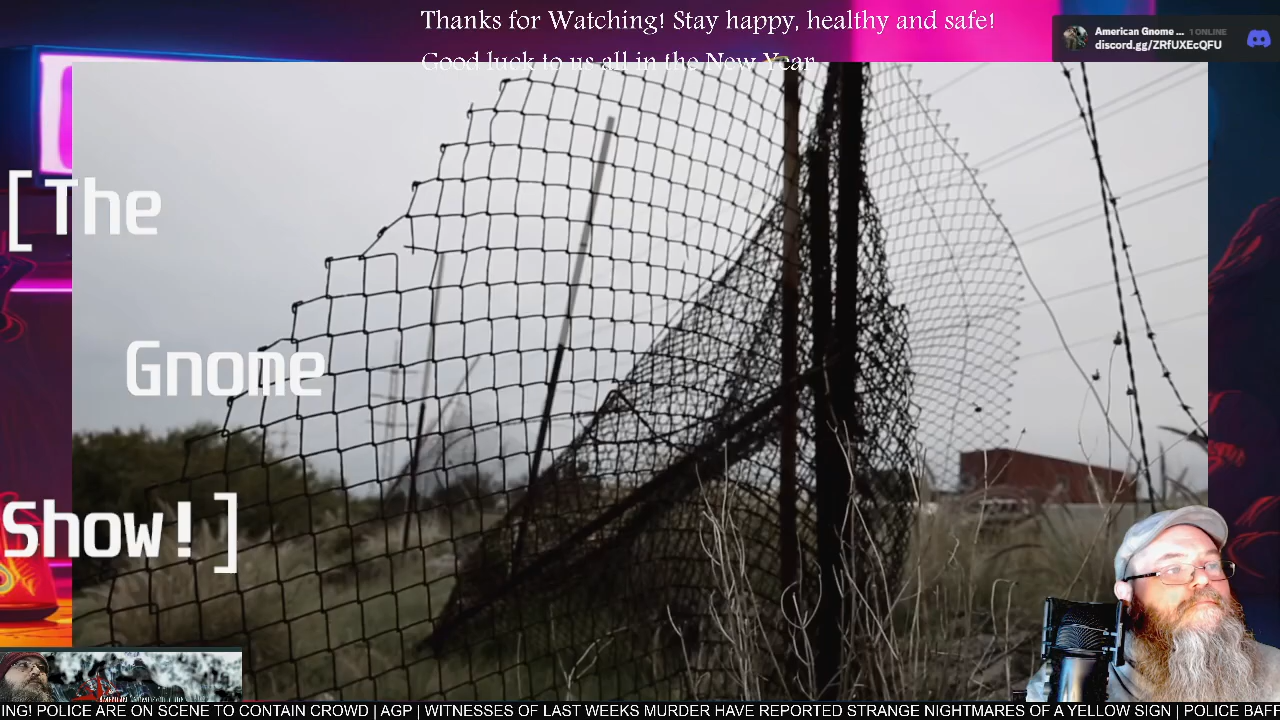 Thanks for Watching! Stay happy, healthy and safe!
Good luck to us all in the New Year
American Gnome ... 1 ONLINE
discord.gg/ZRfUXEcQFU
[The
Gnome
Show!]
ING! POLICE ARE ON SCENE TO CONTAIN CROWD | AGP | WITNESSES OF LAST WEEKS MURDER HAVE REPORTED STRANGE NIGHTMARES OF A YELLOW SIGN | POLICE BAFF